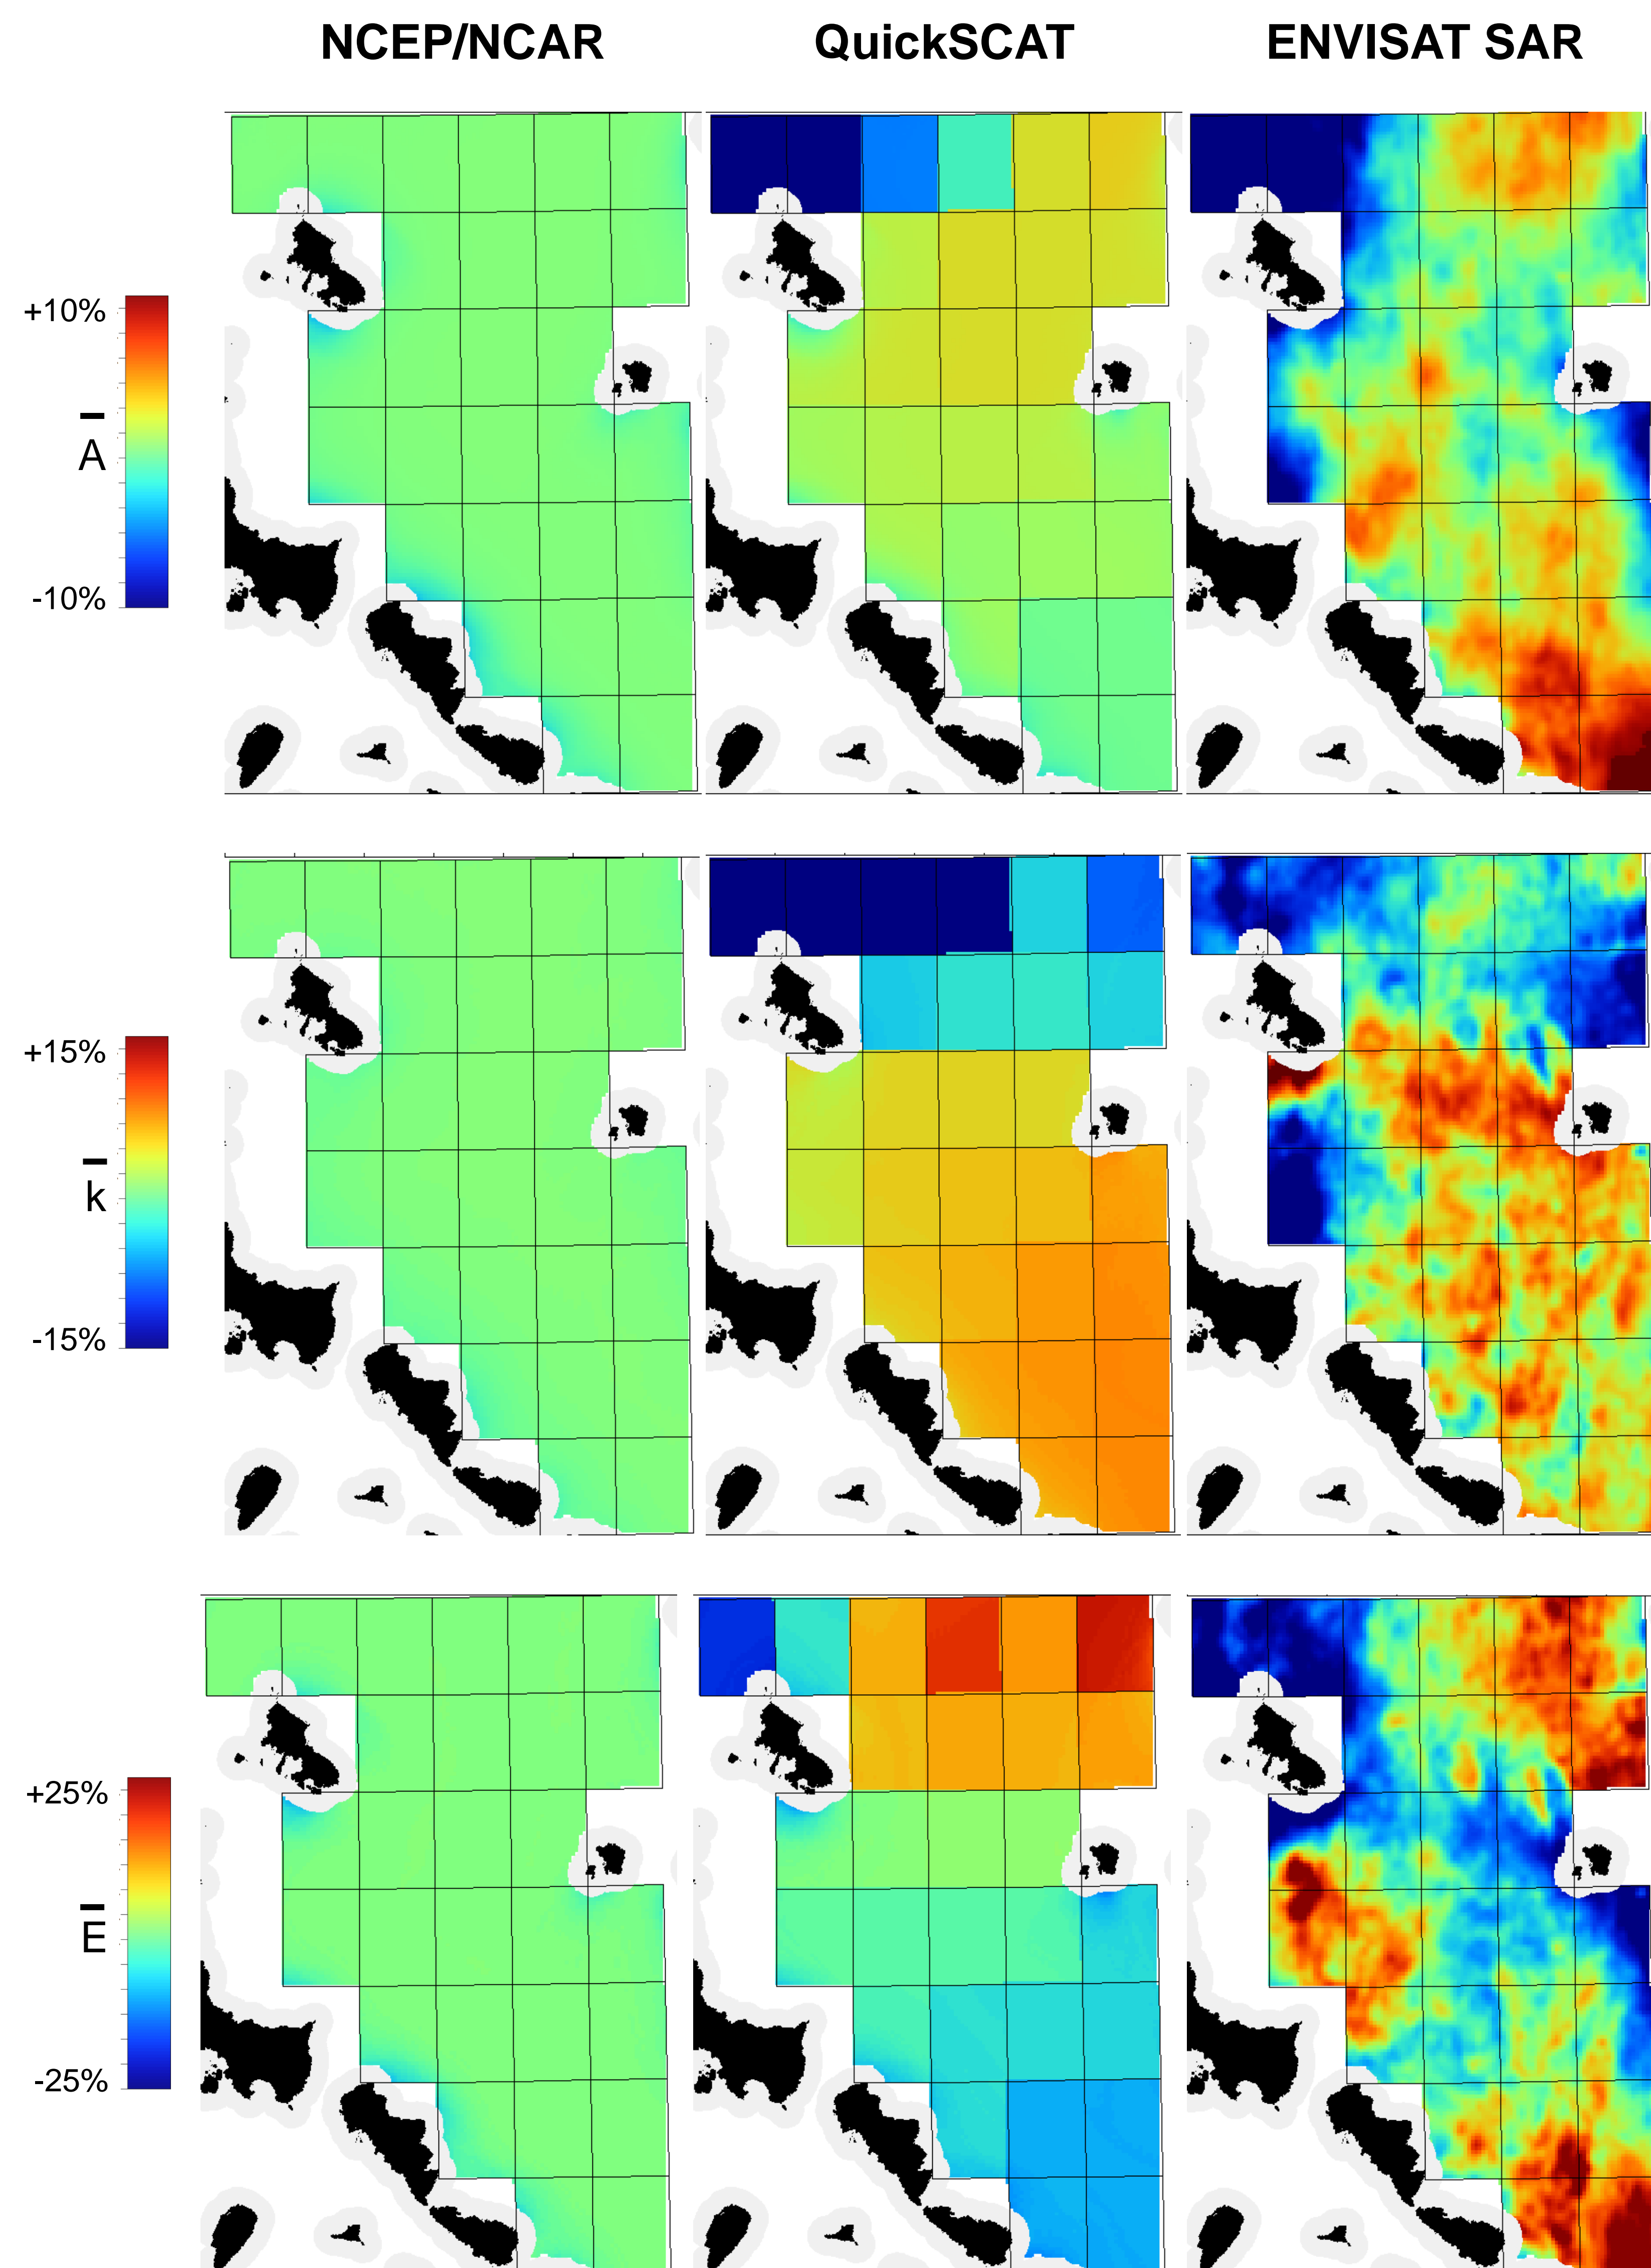 NCEP/NCAR QuickSCAT ENVISAT SAR
+10%
A
-10%
+15%
k
-15%
+25%
E
-25%